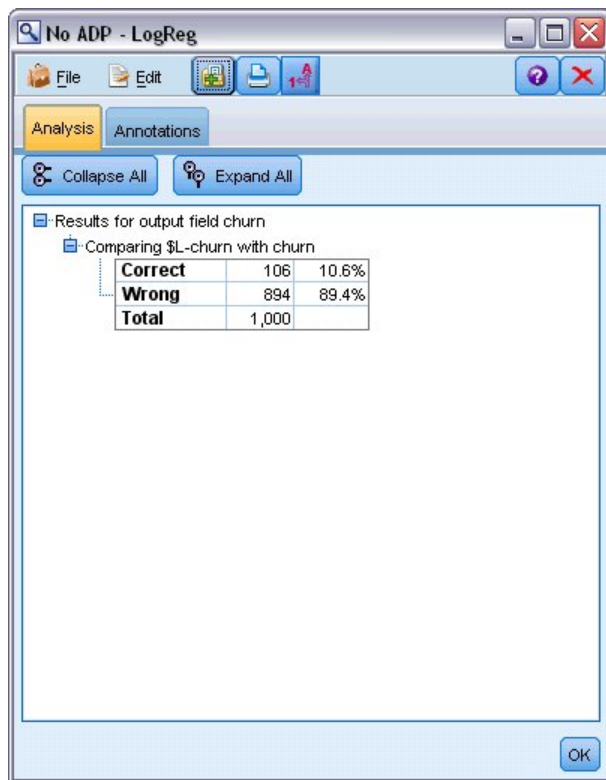 No ADP - LogReg
File Edit
Analysis Annotations
Collapse All Expand All
Results for output field churn
Comparing $L-churn with churn
Correct 106 10.6%
Wrong 894 89.4%
Total 1,000
OK